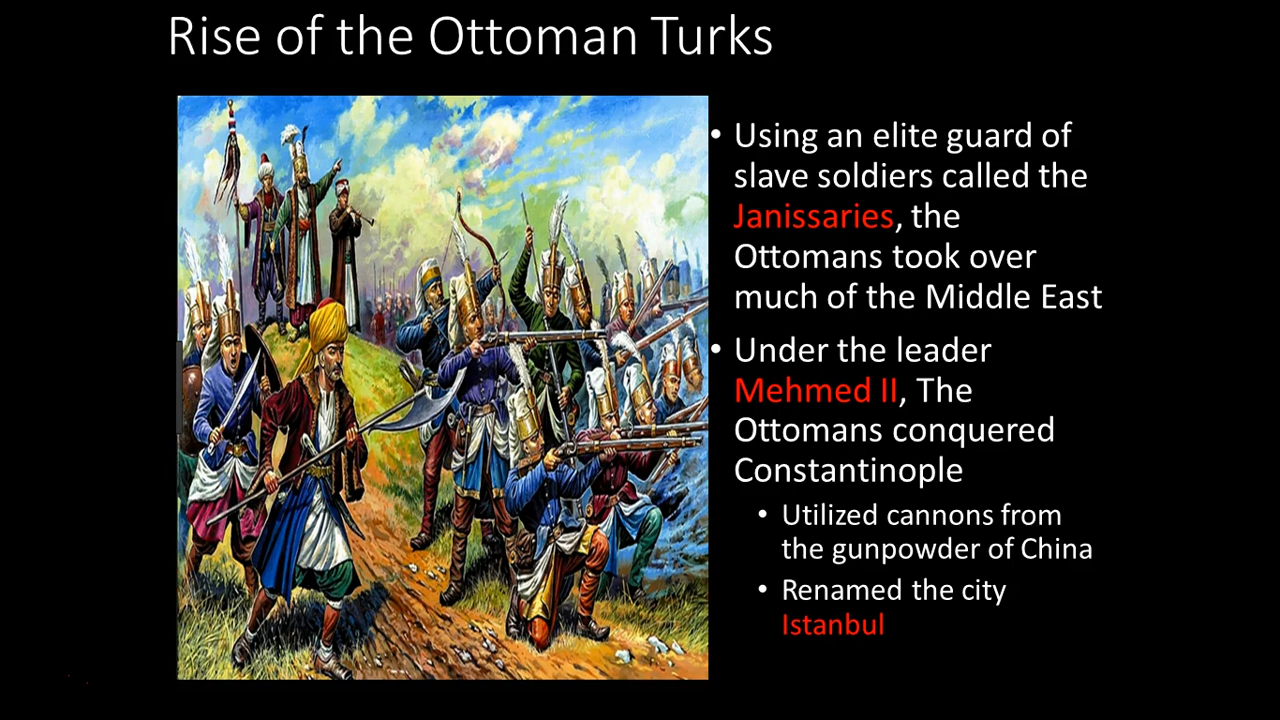 Rise of the Ottoman Turks
• Using an elite guard of
slave soldiers called the
Janissaries, the
Ottomans took over
much of the Middle East
• Under the leader
Mehmed II, The
Ottomans conquered
Constantinople
• Utilized cannons from
the gunpowder of China
• Renamed the city
Istanbul